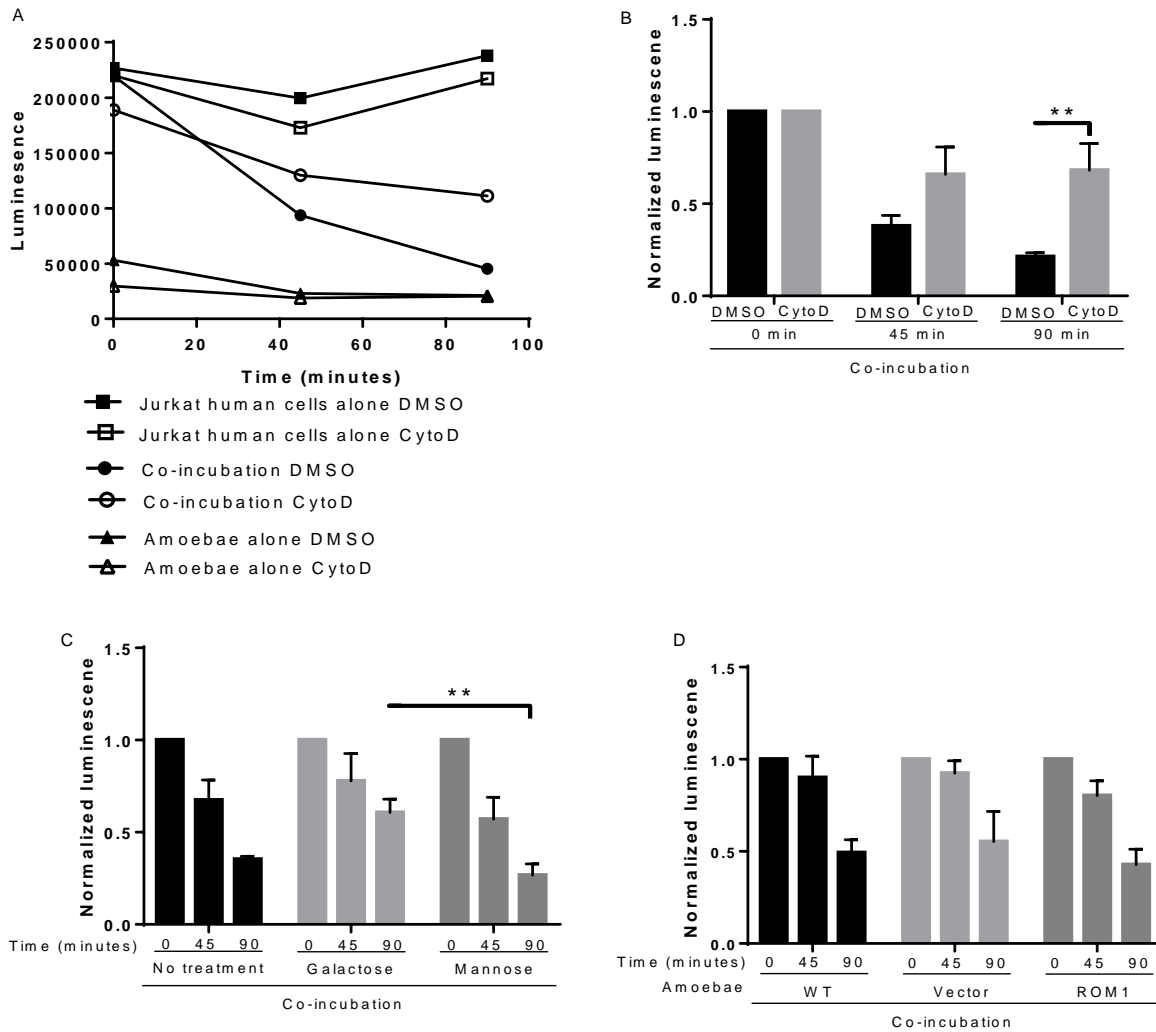 A
250000
200000
150000
100000
50000
0
Luminesence
0 20 40 60 80 100
Time (minutes)
Jurkat human cells alone DMSO
Jurkat human cells alone CytoD
Co-incubation DMSO
Co-incubation CytoD
Amoebae alone DMSO
Amoebae alone CytoD
B
1.5
1.0
0.5
0.0
Normalized luminescene
**
DMSO CytoD DMSO CytoD DMSO CytoD
0 min 45 min 90 min
Co-incubation
C
1.5
1.0
0.5
0.0
Normalized luminescene
**
Time (minutes) 0 45 90 0 45 90 0 45 90
No treatment Galactose Mannose
Co-incubation
D
1.5
1.0
0.5
0.0
Normalized luminescene
Time (minutes) 0 45 90 0 45 90 0 45 90
Amoebae WT Vector ROM1
Co-incubation